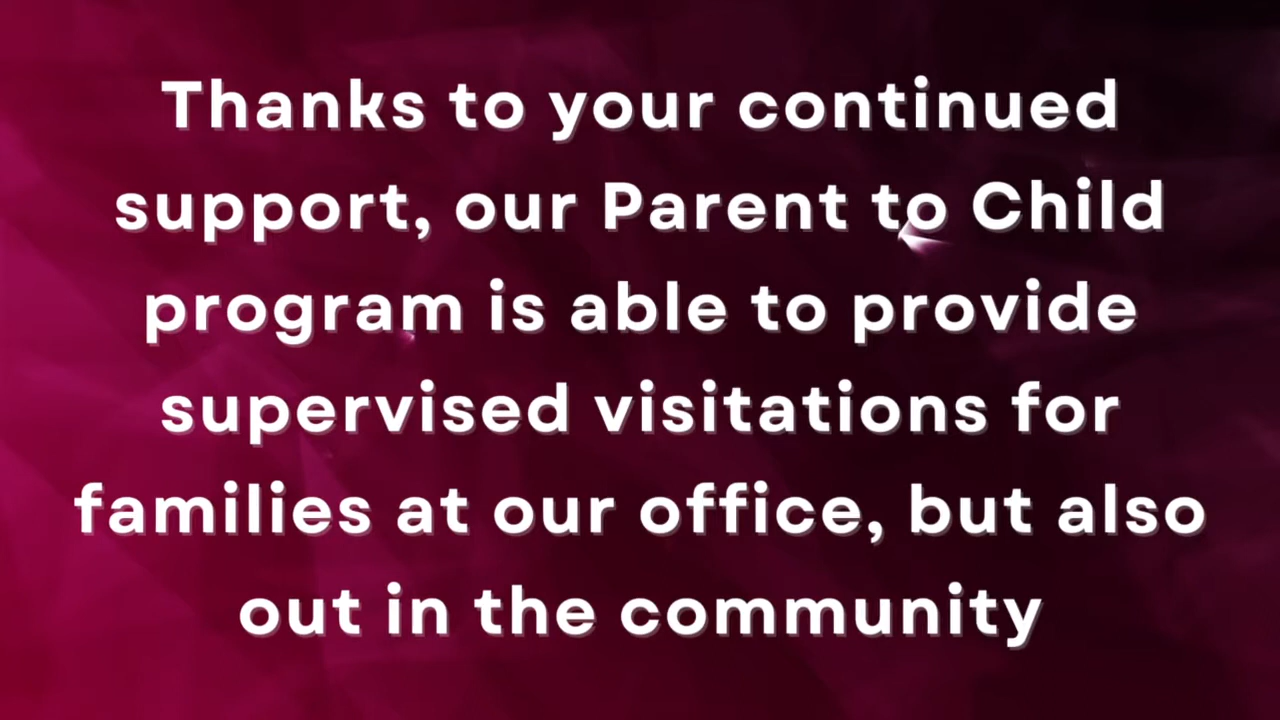 Thanks to your continued
support, our Parent to Child
program is able to provide
supervised visitations for
families at our office, but also
out in the community